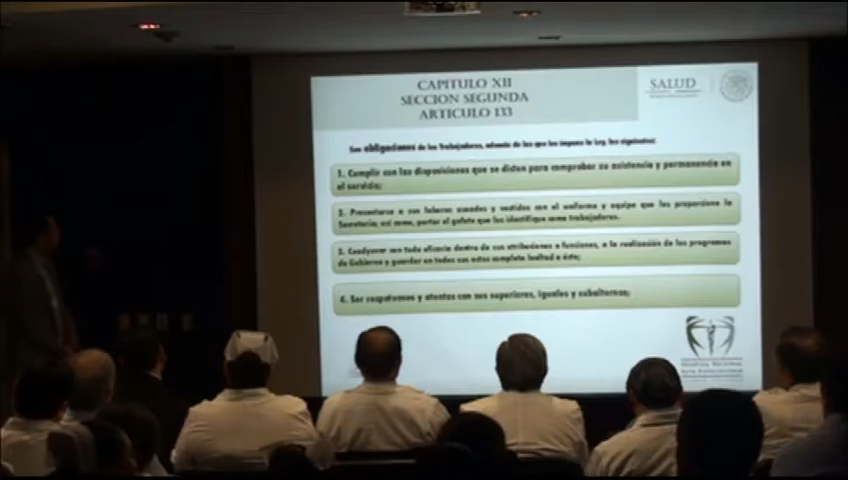 CAPITULO XII
SECCION SEGUNDA
ARTICULO 133
SALUD
Son obligaciones de los Trabajadores, además de las que les impone la Ley, las siguientes:
1. Cumplir con las disposiciones que se dicten para comprobar su asistencia y permanencia en
el servicio;
2. Presentarse a sus labores aseados y vestidos con el uniforme y equipo que les proporcione la
Secretaría; así como, portar el gafete que los identifique como trabajadores.
3. Coadyuvar con toda eficacia dentro de sus atribuciones o funciones, a la realización de los programas
de Gobierno y guardar en todos sus actos completa lealtad a éste;
4. Ser respetuosos y atentos con sus superiores, iguales y subalternos;
HOSPITAL REGIONAL
ALTA ESPECIALIDAD